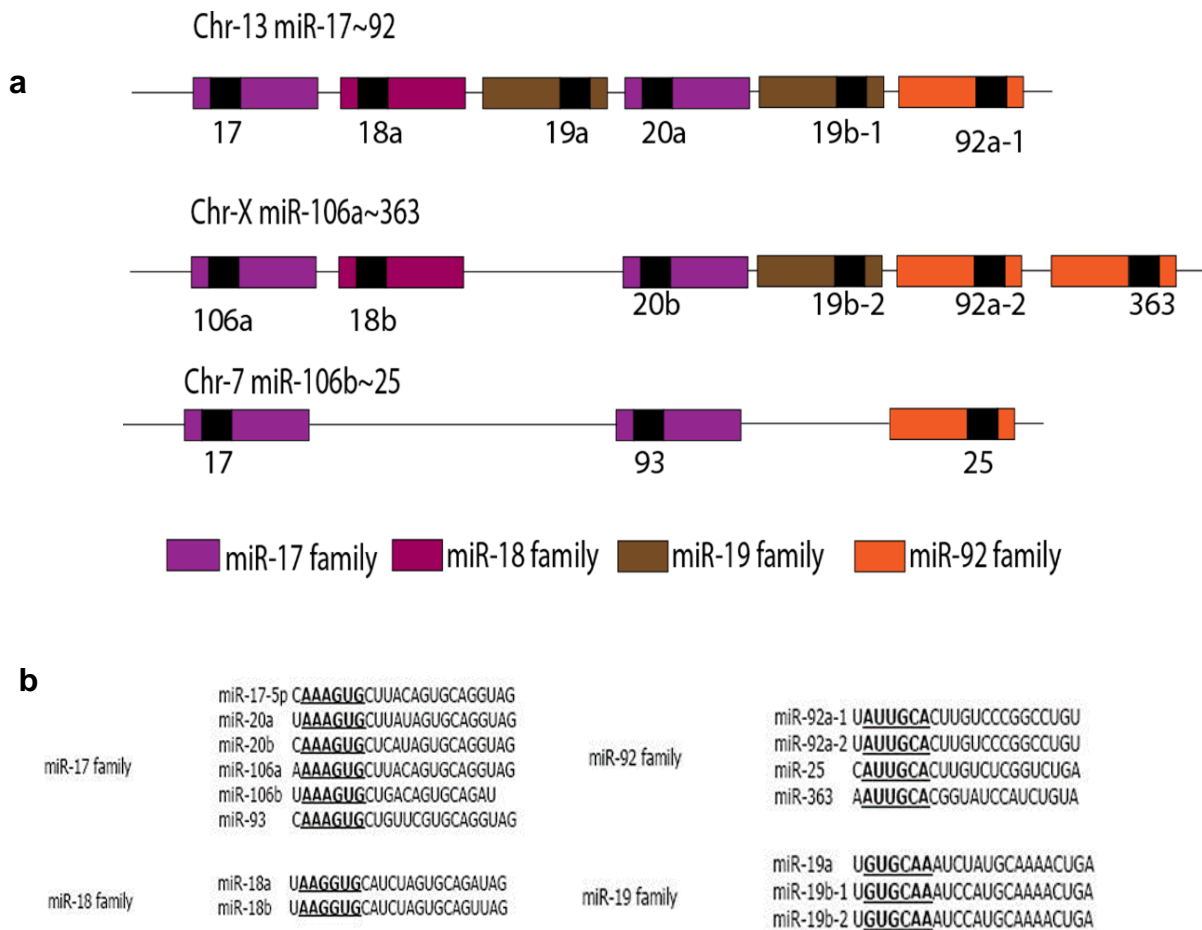 Chr-13 miR-17~92
a
17 18a 19a 20a 19b-1 92a-1
Chr-X miR-106a~363
106a 18b 20b 19b-2 92a-2 363
Chr-7 miR-106b~25
17 93 25
miR-17 family miR-18 family miR-19 family miR-92 family
b
miR-17 family
miR-17-5p CAAAGUGCUUACAGUGCAGGUAG
miR-20a UAAAGUGCUUAUAGUGCAGGUAG
miR-20b CAAAGUGCUCAUAGUGCAGGUAG
miR-106a AAAAGUGCUUACAGUGCAGGUAG
miR-106b UAAAGUGCUGACAGUGCAGAU
miR-93 CAAAGUGCUGUUCGUGCAGGUAG
miR-18 family
miR-18a UAAGGUGCAUCUAGUGCAGAUAG
miR-18b UAAGGUGCAUCUAGUGCAGUUAG
miR-92 family
miR-92a-1 UAUUGCACUUGUCCCGGCCUGU
miR-92a-2 UAUUGCACUUGUCCCGGCCUGU
miR-25 CAUUGCACUUGUCUCGGUCUGA
miR-363 AAUUGCACGGUAUCCAUCUGUA
miR-19 family
miR-19a UGUGCAAAUCUAUGCAAAACUGA
miR-19b-1 UGUGCAAAUCCAUGCAAAACUGA
miR-19b-2 UGUGCAAAUCCAUGCAAAACUGA